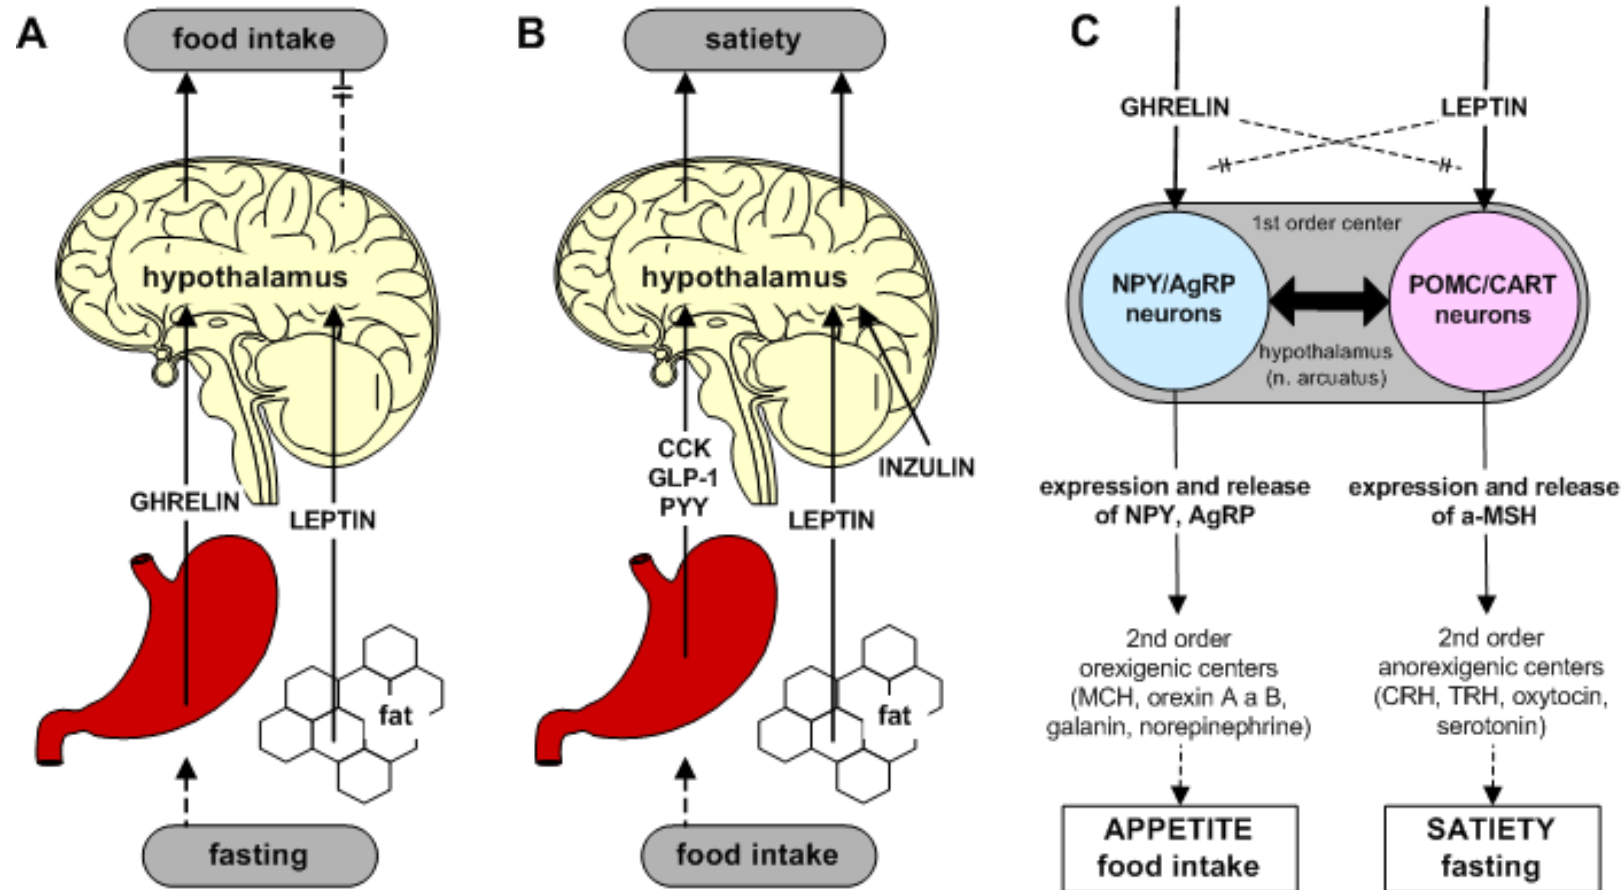 A
food intake
hypothalamus
GHRELIN
LEPTIN
fat
fasting
B
satiety
hypothalamus
CCK
GLP-1
PYY
INZULIN
LEPTIN
fat
food intake
C
GHRELIN
LEPTIN
1st order center
NPY/AgRP
neurons
POMC/CART
neurons
hypothalamus
(n. arcuatus)
expression and release
of NPY, AgRP
expression and release
of a-MSH
2nd order
orexigenic centers
(MCH, orexin A a B,
galanin, norepinephrine)
2nd order
anorexigenic centers
(CRH, TRH, oxytocin,
serotonin)
APPETITE
food intake
SATIETY
fasting